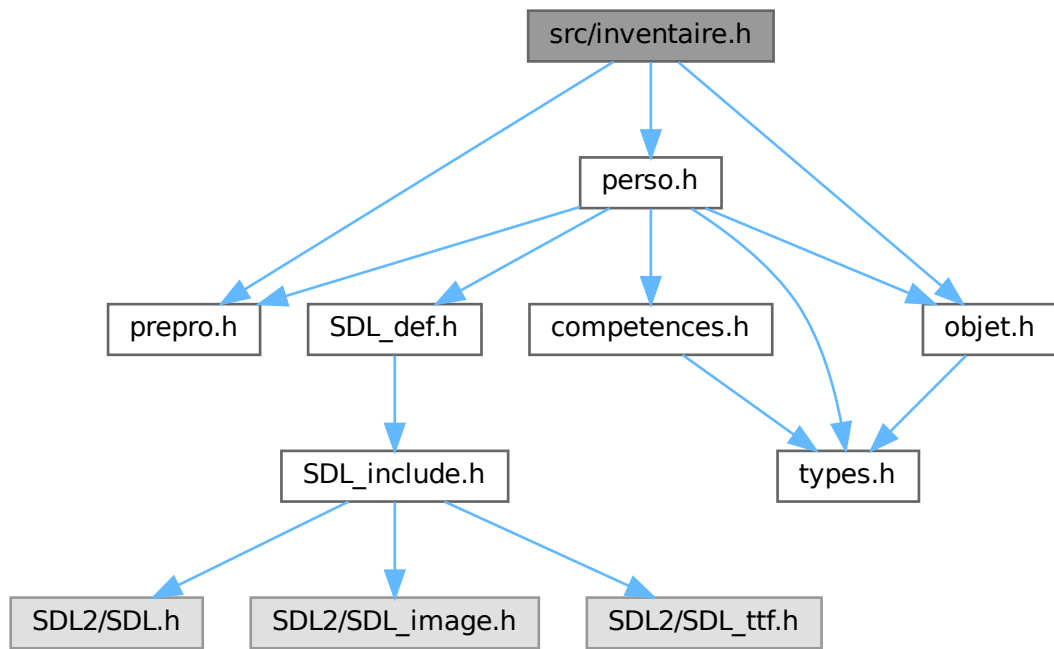 src/inventaire.h
perso.h
prepro.h
SDL_def.h
competences.h
objet.h
SDL_include.h
types.h
SDL2/SDL.h
SDL2/SDL_image.h
SDL2/SDL_ttf.h